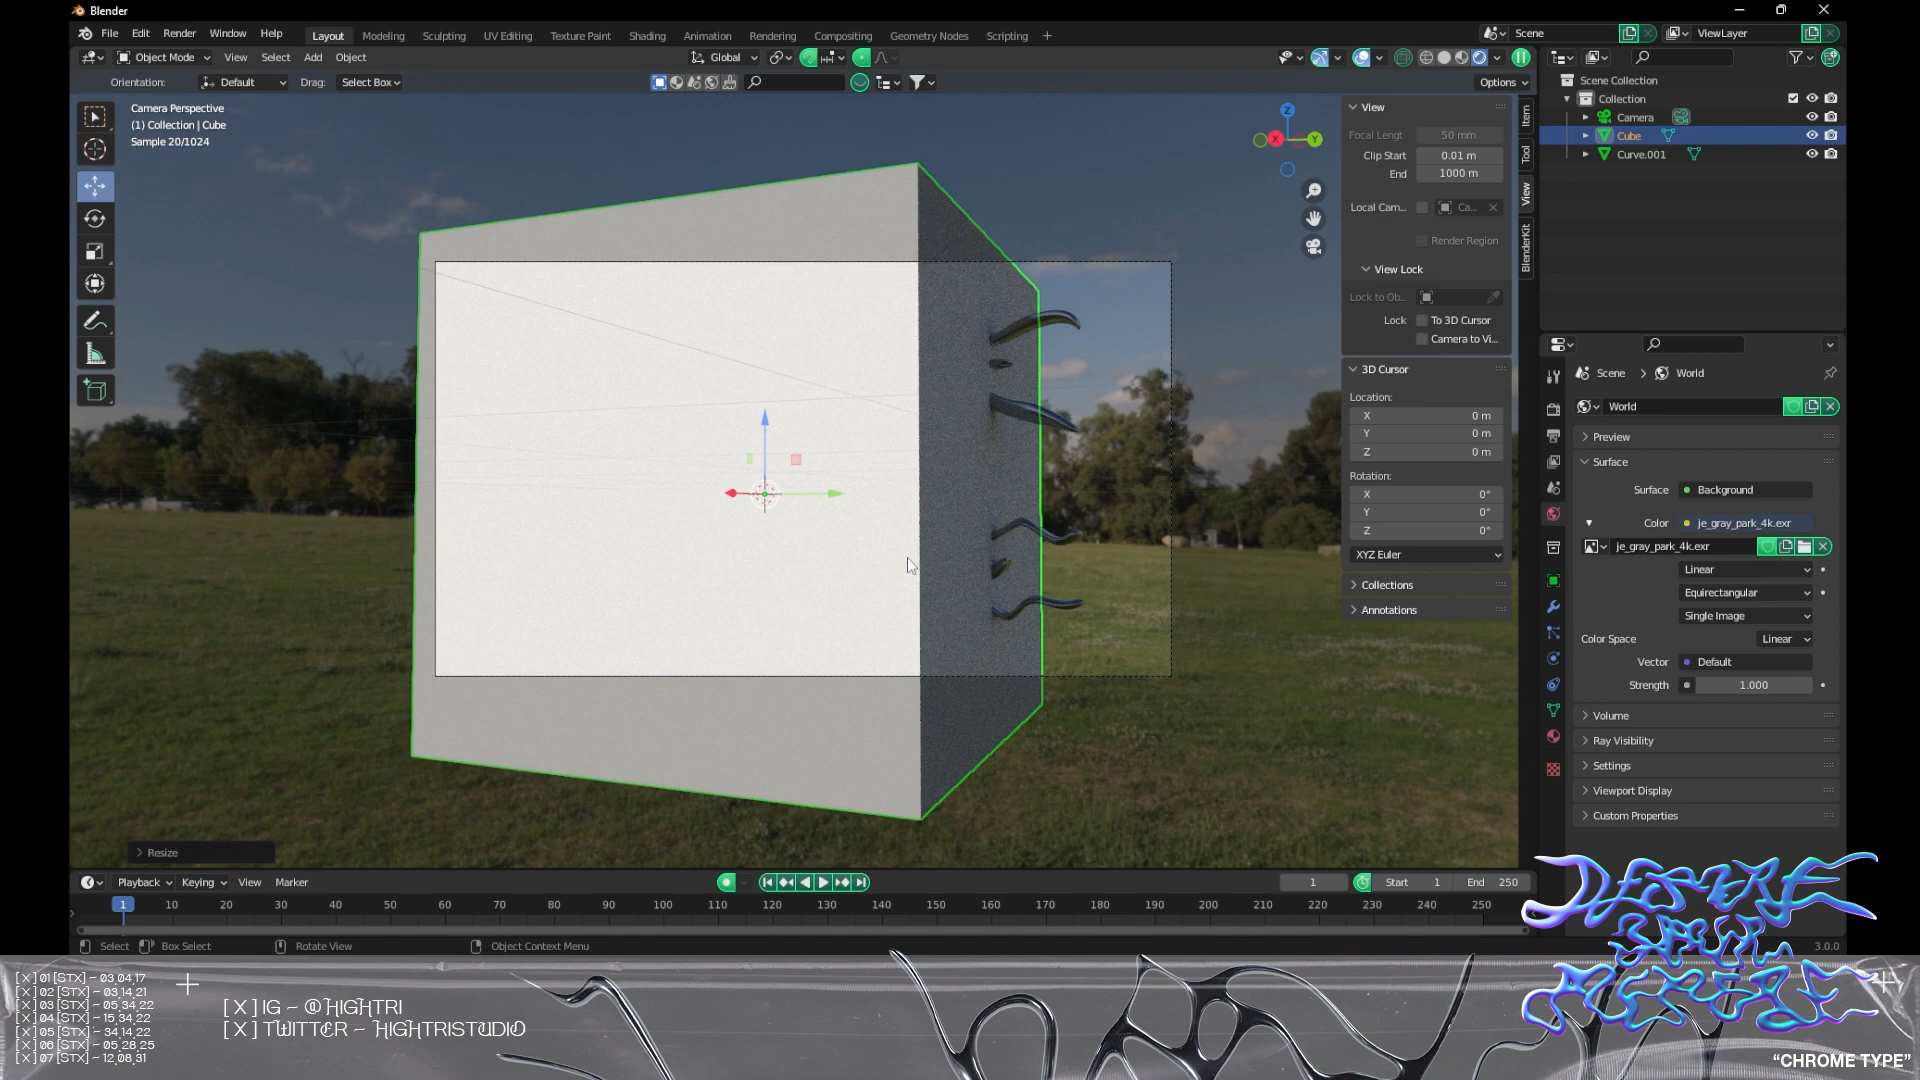 Blender
File Edit Render Window Help
Layout Modeling Sculpting UV Editing Texture Paint Shading Animation Rendering Compositing Geometry Nodes Scripting +
Scene
ViewLayer
Object Mode View Select Add Object
Global
Orientation: Default Drag: Select Box
Options
Camera Perspective
(1) Collection | Cube
Sample 20/1024
Z
X
Y
View
Focal Lengt 50 mm
Clip Start 0.01 m
End 1000 m
Local Cam... Ca...
Render Region
View Lock
Lock to Ob...
Lock To 3D Cursor
Camera to Vi...
3D Cursor
Location:
X 0 m
Y 0 m
Z 0 m
Rotation:
X 0°
Y 0°
Z 0°
XYZ Euler
Collections
Annotations
Item
Tool
View
BlenderKit
Scene Collection
Collection
Camera
Cube
Curve.001
Scene > World
World
Preview
Surface
Surface Background
Color je_gray_park_4k.exr
je_gray_park_4k.exr
Linear
Equirectangular
Single Image
Color Space Linear
Vector Default
Strength 1.000
Volume
Ray Visibility
Settings
Viewport Display
Custom Properties
Resize
Playback Keying View Marker
1 Start 1 End 250
1 10 20 30 40 50 60 70 80 90 100 110 120 130 140 150 160 170 180 190 200 210 220 230 240 250
Select Box Select Rotate View Object Context Menu
3.0.0
[X] 01 [STX] – 03.04.17
[X] 02 [STX] – 03.14.21
[X] 03 [STX] – 05.34.22
[X] 04 [STX] – 15.34.22
[X] 05 [STX] – 34.14.22
[X] 06 [STX] – 05.28.25
[X] 07 [STX] – 12.08.31
[X] IG – @HIGHTRI
[X] TWITTER – HIGHTRISTUDIO
“CHROME TYPE”